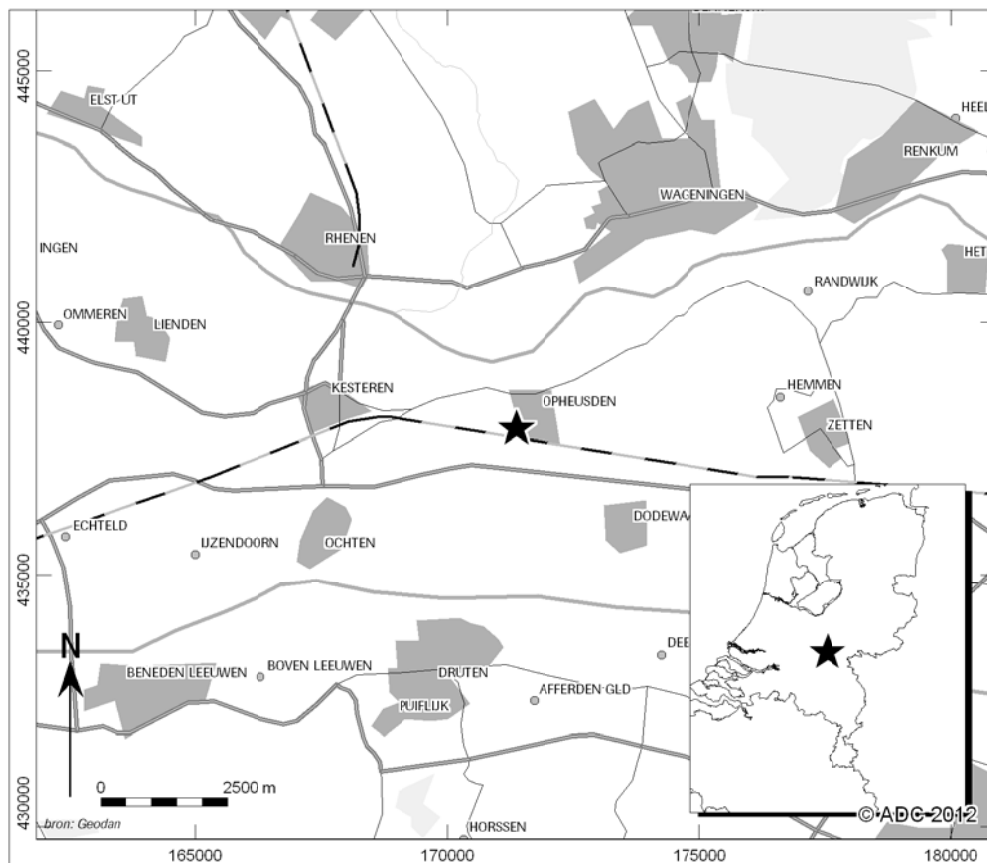 445000
440000
435000
430000
ELST-UT
HEEL
RENKUM
WAGENINGEN
RHENEN
INGEN
HET
RANDWIJK
OMMEREN
LIENDEN
KESTEREN
OPHEUSDEN
HEMMEN
ZETTEN
ECHTELD
IJZENDOORN
OCHTEN
DODEWAA
N
BENEDEN LEEUWEN
BOVEN LEEUWEN
DRUTEN
DEE
PUIFLIJK
AFFERDEN GLD
0 2500 m
bron: Geodan
HORSSEN
© ADC 2012
165000
170000
175000
180000